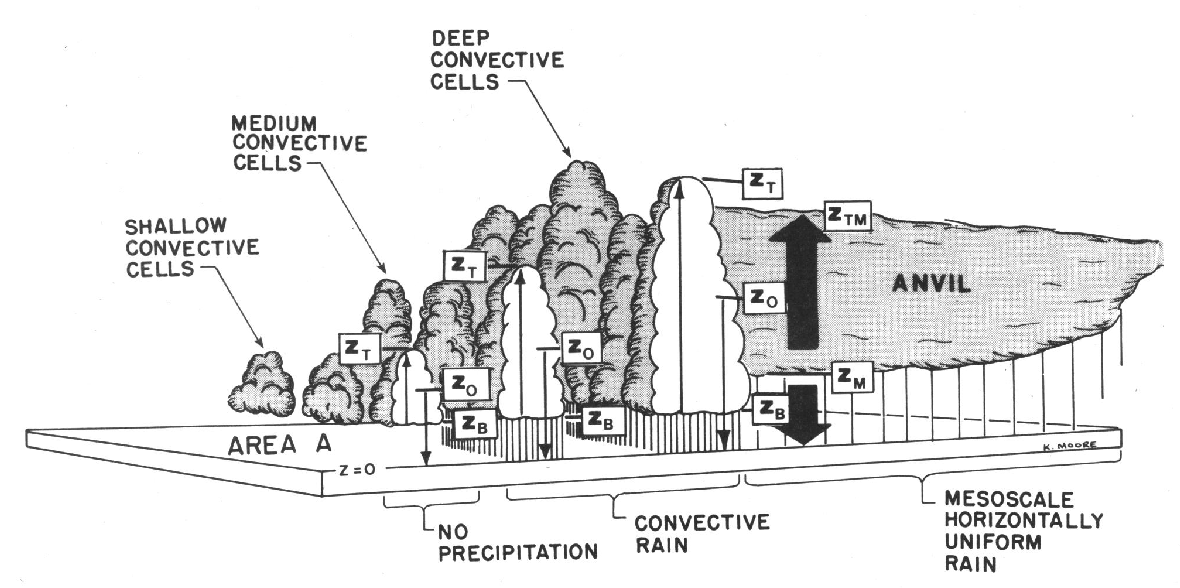 DEEP
CONVECTIVE
CELLS
MEDIUM
CONVECTIVE
CELLS
SHALLOW
CONVECTIVE
CELLS
ZT
ZTM
ZT
ANVIL
ZO
ZT
ZO
ZM
ZO
ZB
ZB
ZB
AREA A
K. MOORE
Z=O
NO
PRECIPITATION
CONVECTIVE
RAIN
MESOSCALE
HORIZONTALLY
UNIFORM
RAIN